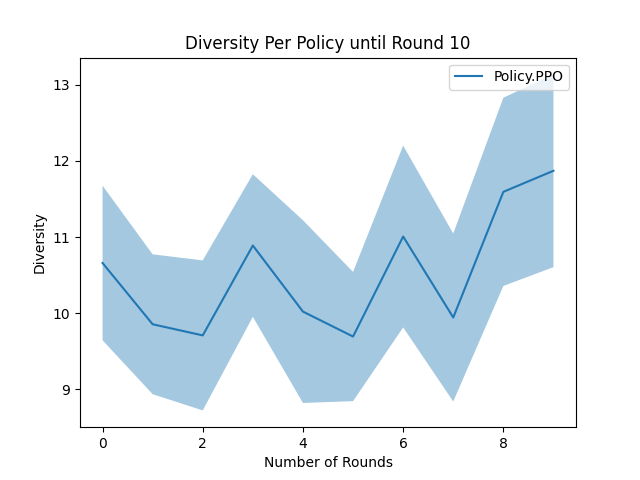 Diversity Per Policy until Round 10
Policy.PPO
13
12
11
10
9
Diversity
0 2 4 6 8
Number of Rounds